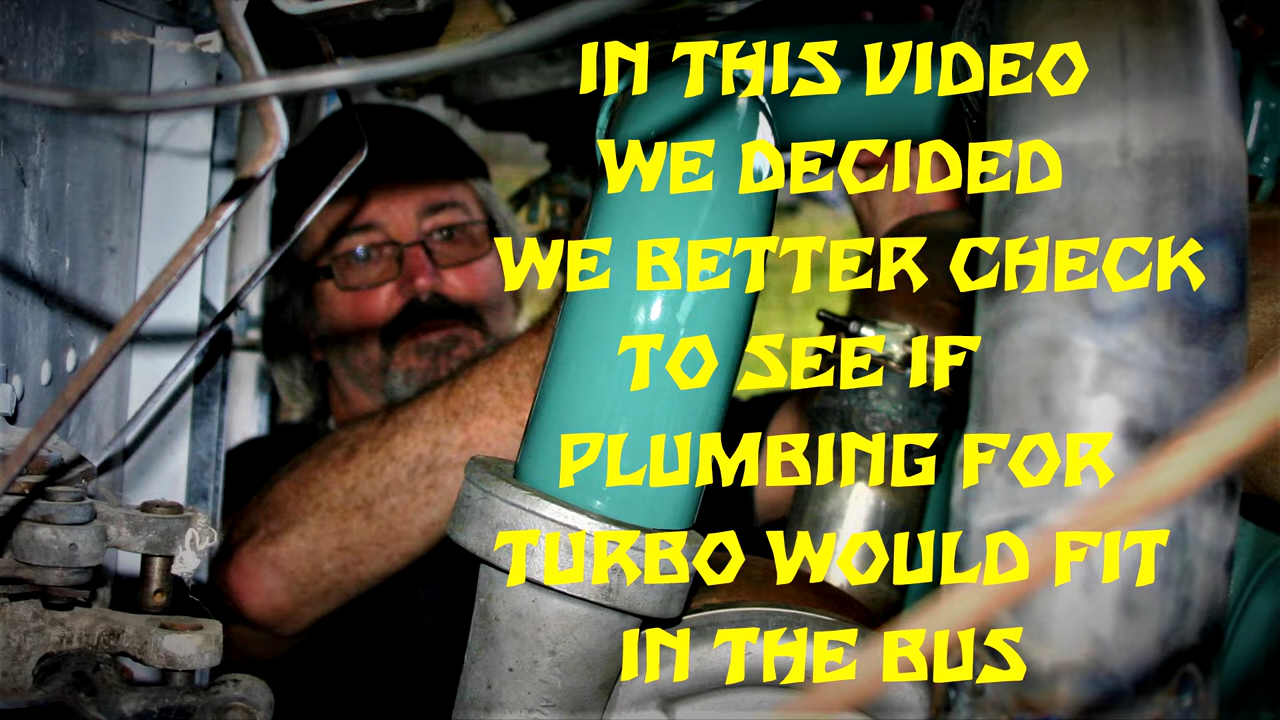 IN THIS VIDEO
WE DECIDED
WE BETTER CHECK
TO SEE IF
PLUMBING FOR
TURBO WOULD FIT
IN THE BUS